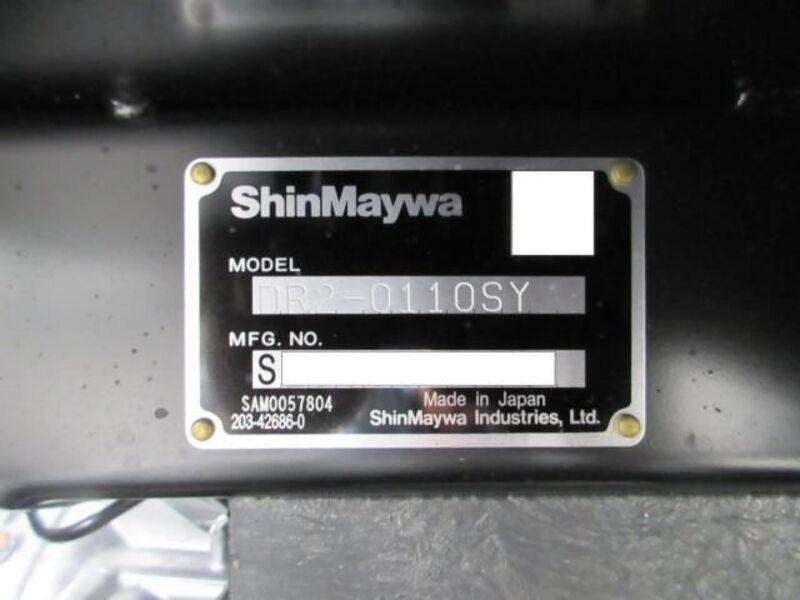 ShinMaywa
MODEL
DR2-0110SY
MFG. NO.
S
SAM0057804
203-42686-0
Made in Japan
ShinMaywa Industries, Ltd.